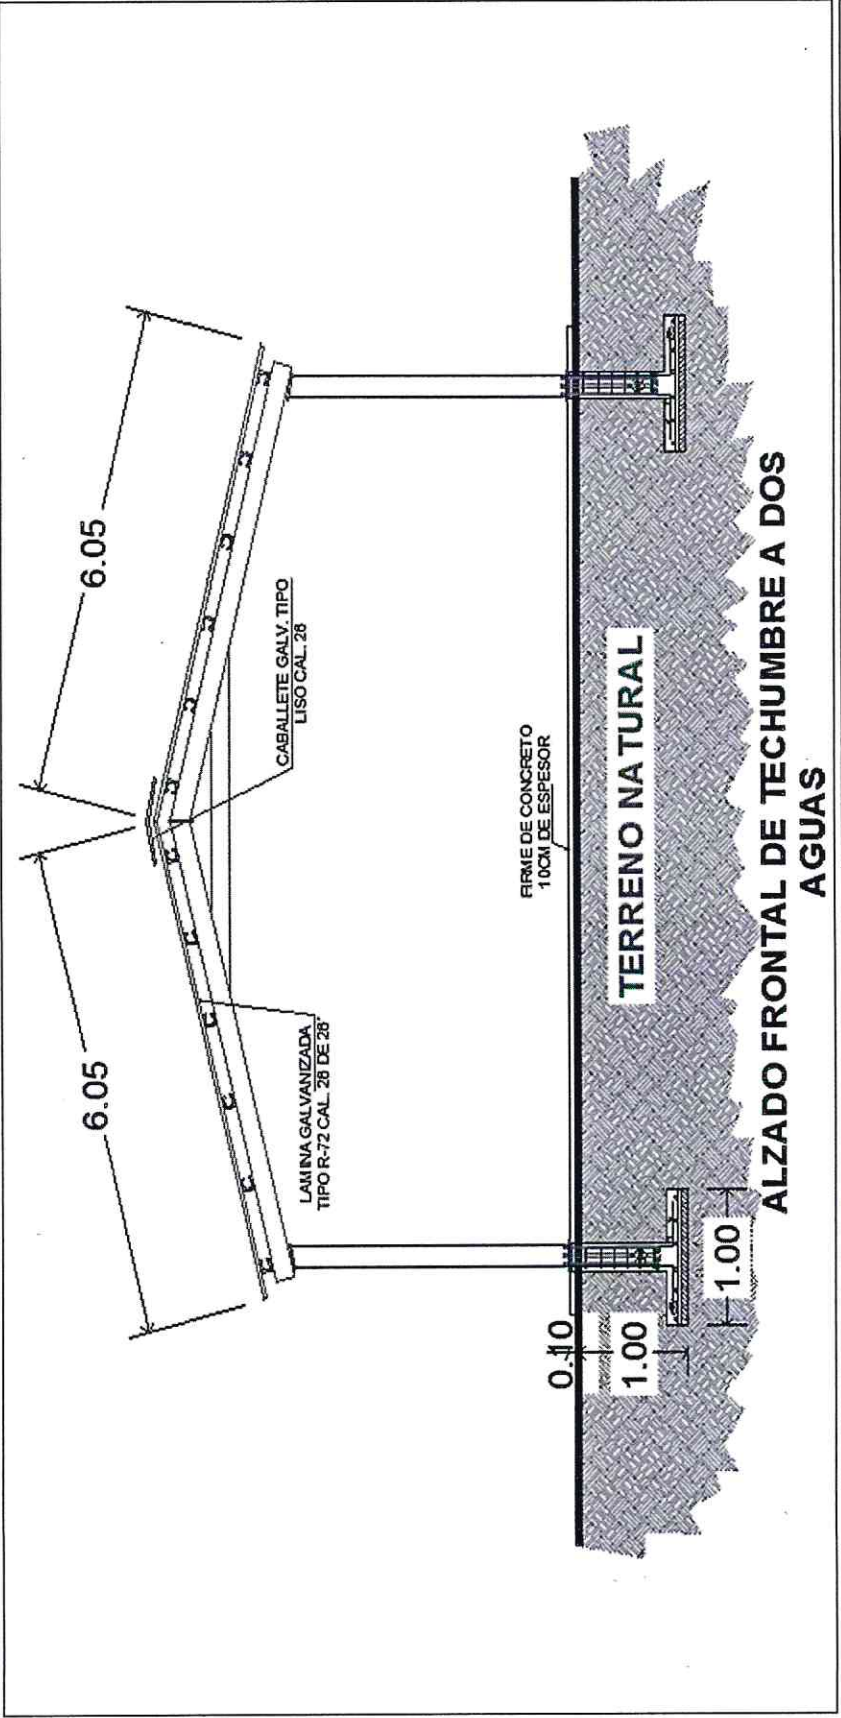 6.05
6.05
CABALLETE GALV. TIPO
LISO CAL. 28
LAMINA GALVANIZADA
TIPO R-72 CAL. 28 DE 28"
FIRME DE CONCRETO
10CM DE ESPESOR
0.10
1.00
1.00
TERRENO NATURAL
ALZADO FRONTAL DE TECHUMBRE A DOS
AGUAS